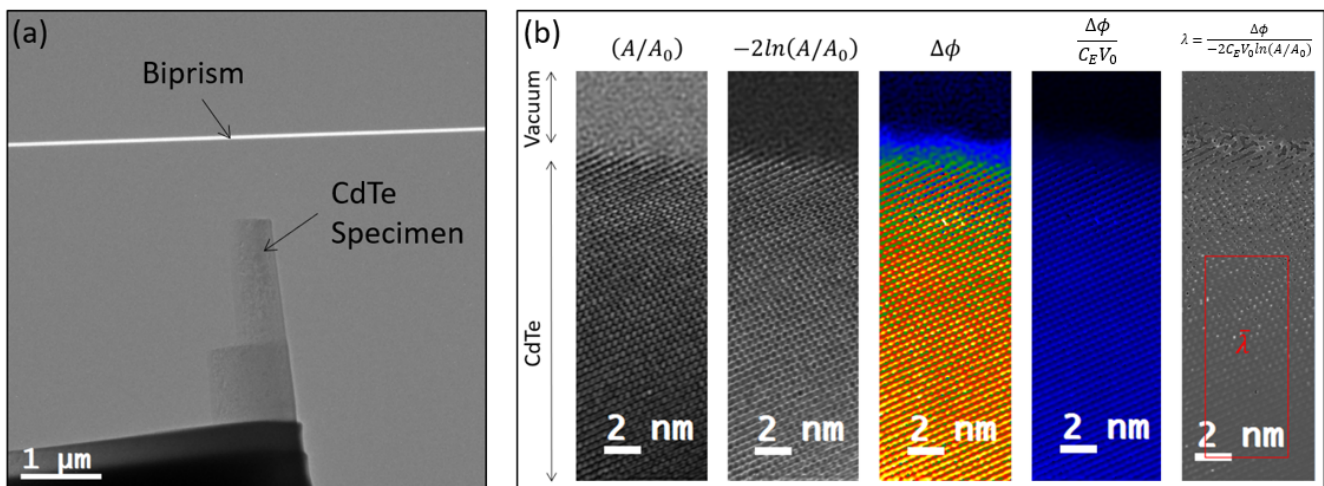 (a)
Biprism
CdTe
Specimen
1 μm
(b)
(A/A₀)
−2ln(A/A₀)
Δϕ
Δϕ
C_E V₀
λ = Δϕ
−2C_E V₀ ln(A/A₀)
Vacuum
CdTe
λ̄
2 nm
2 nm
2 nm
2 nm
2 nm